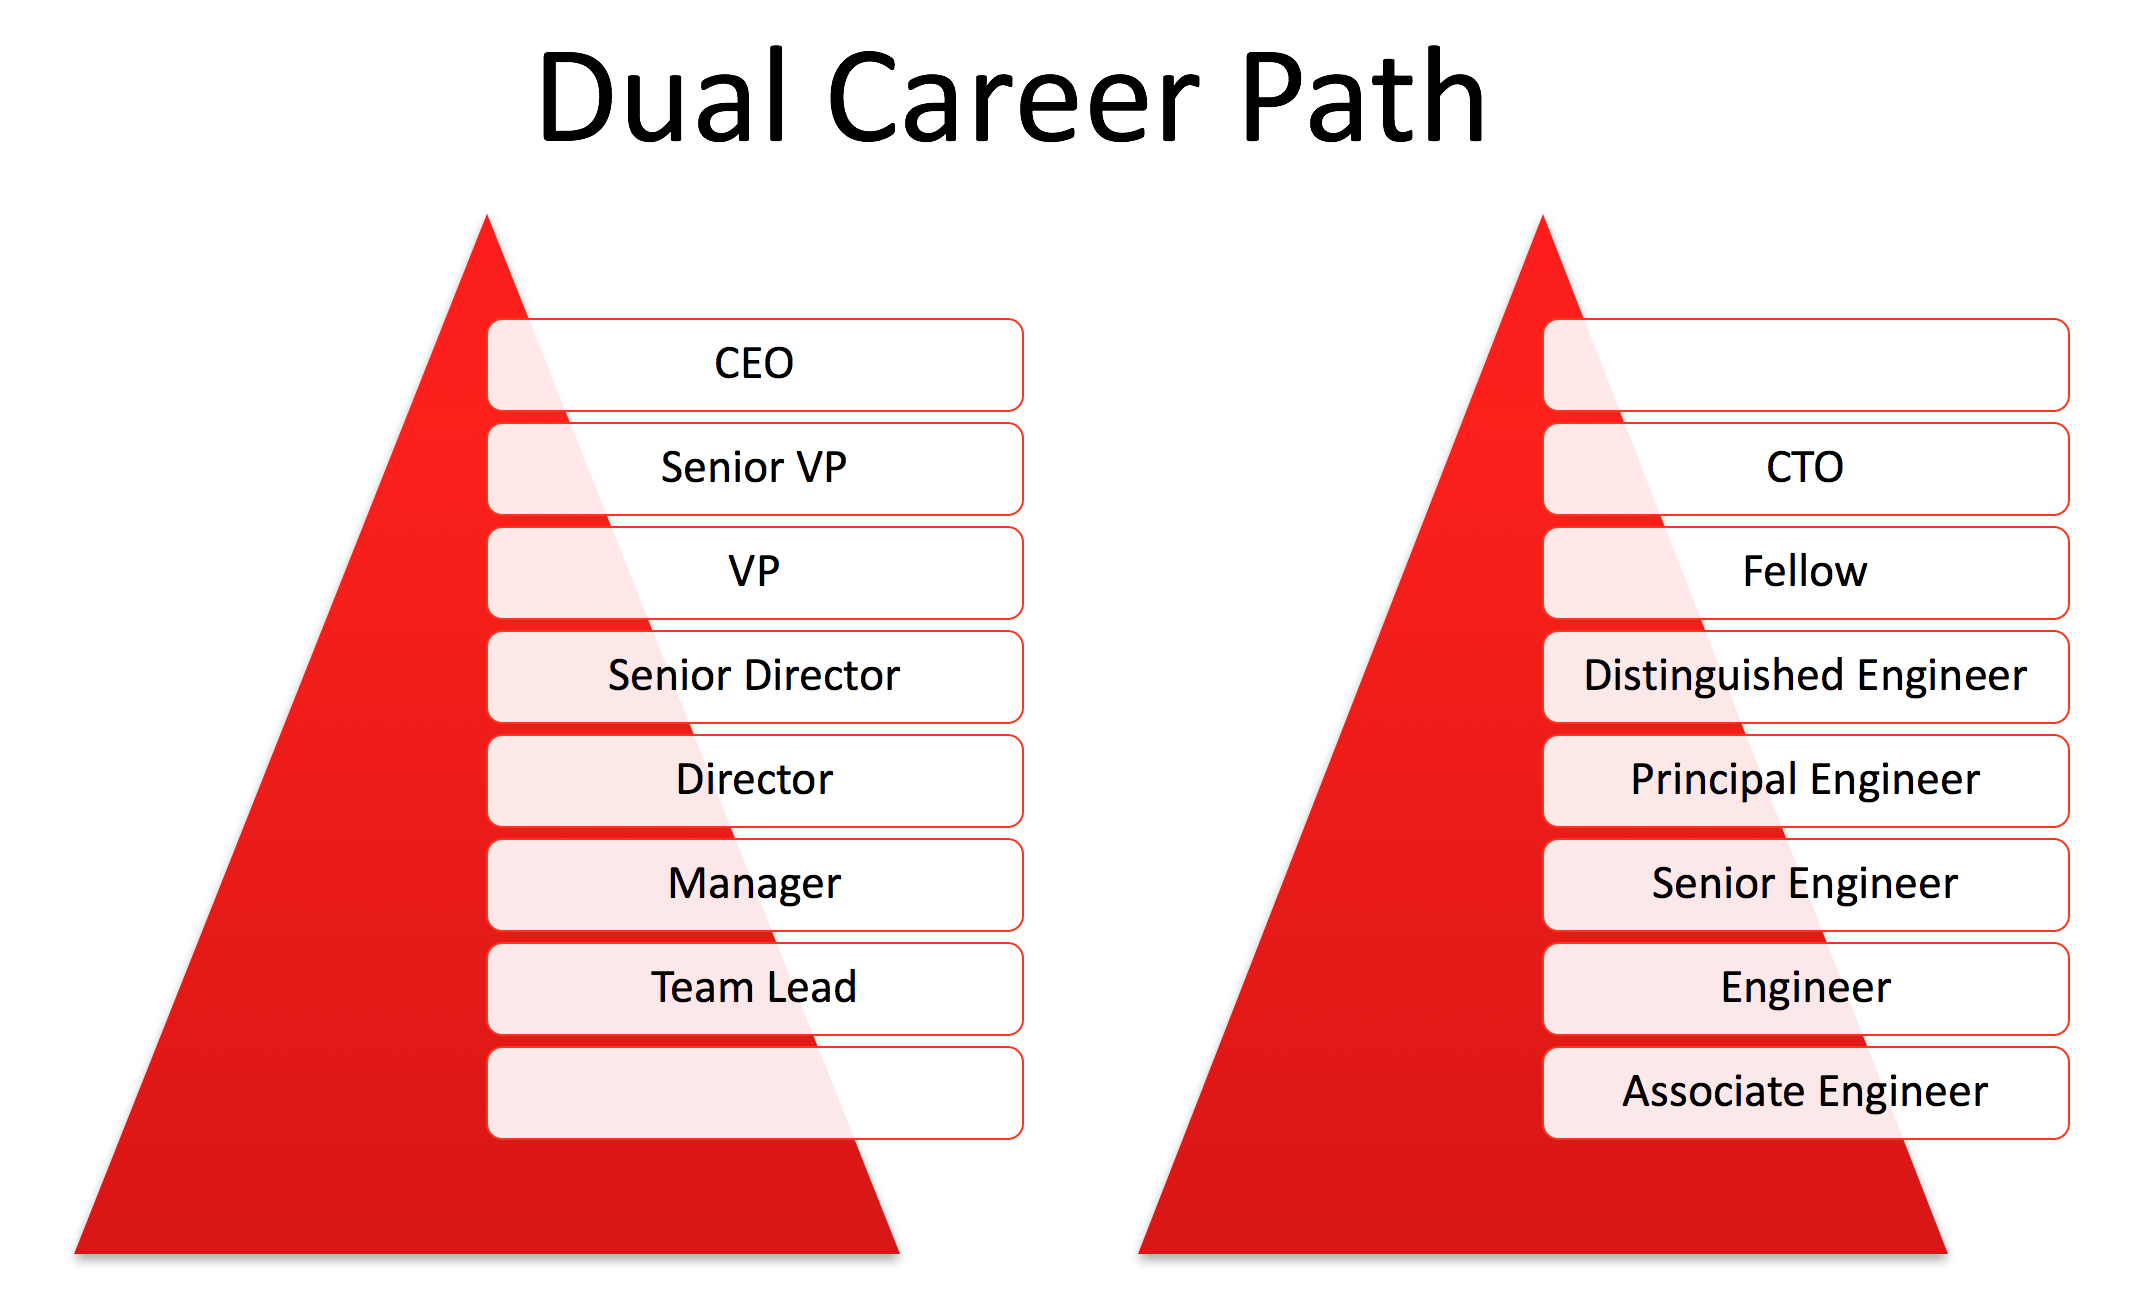 Dual Career Path
CEO
Senior VP
VP
Senior Director
Director
Manager
Team Lead
CTO
Fellow
Distinguished Engineer
Principal Engineer
Senior Engineer
Engineer
Associate Engineer